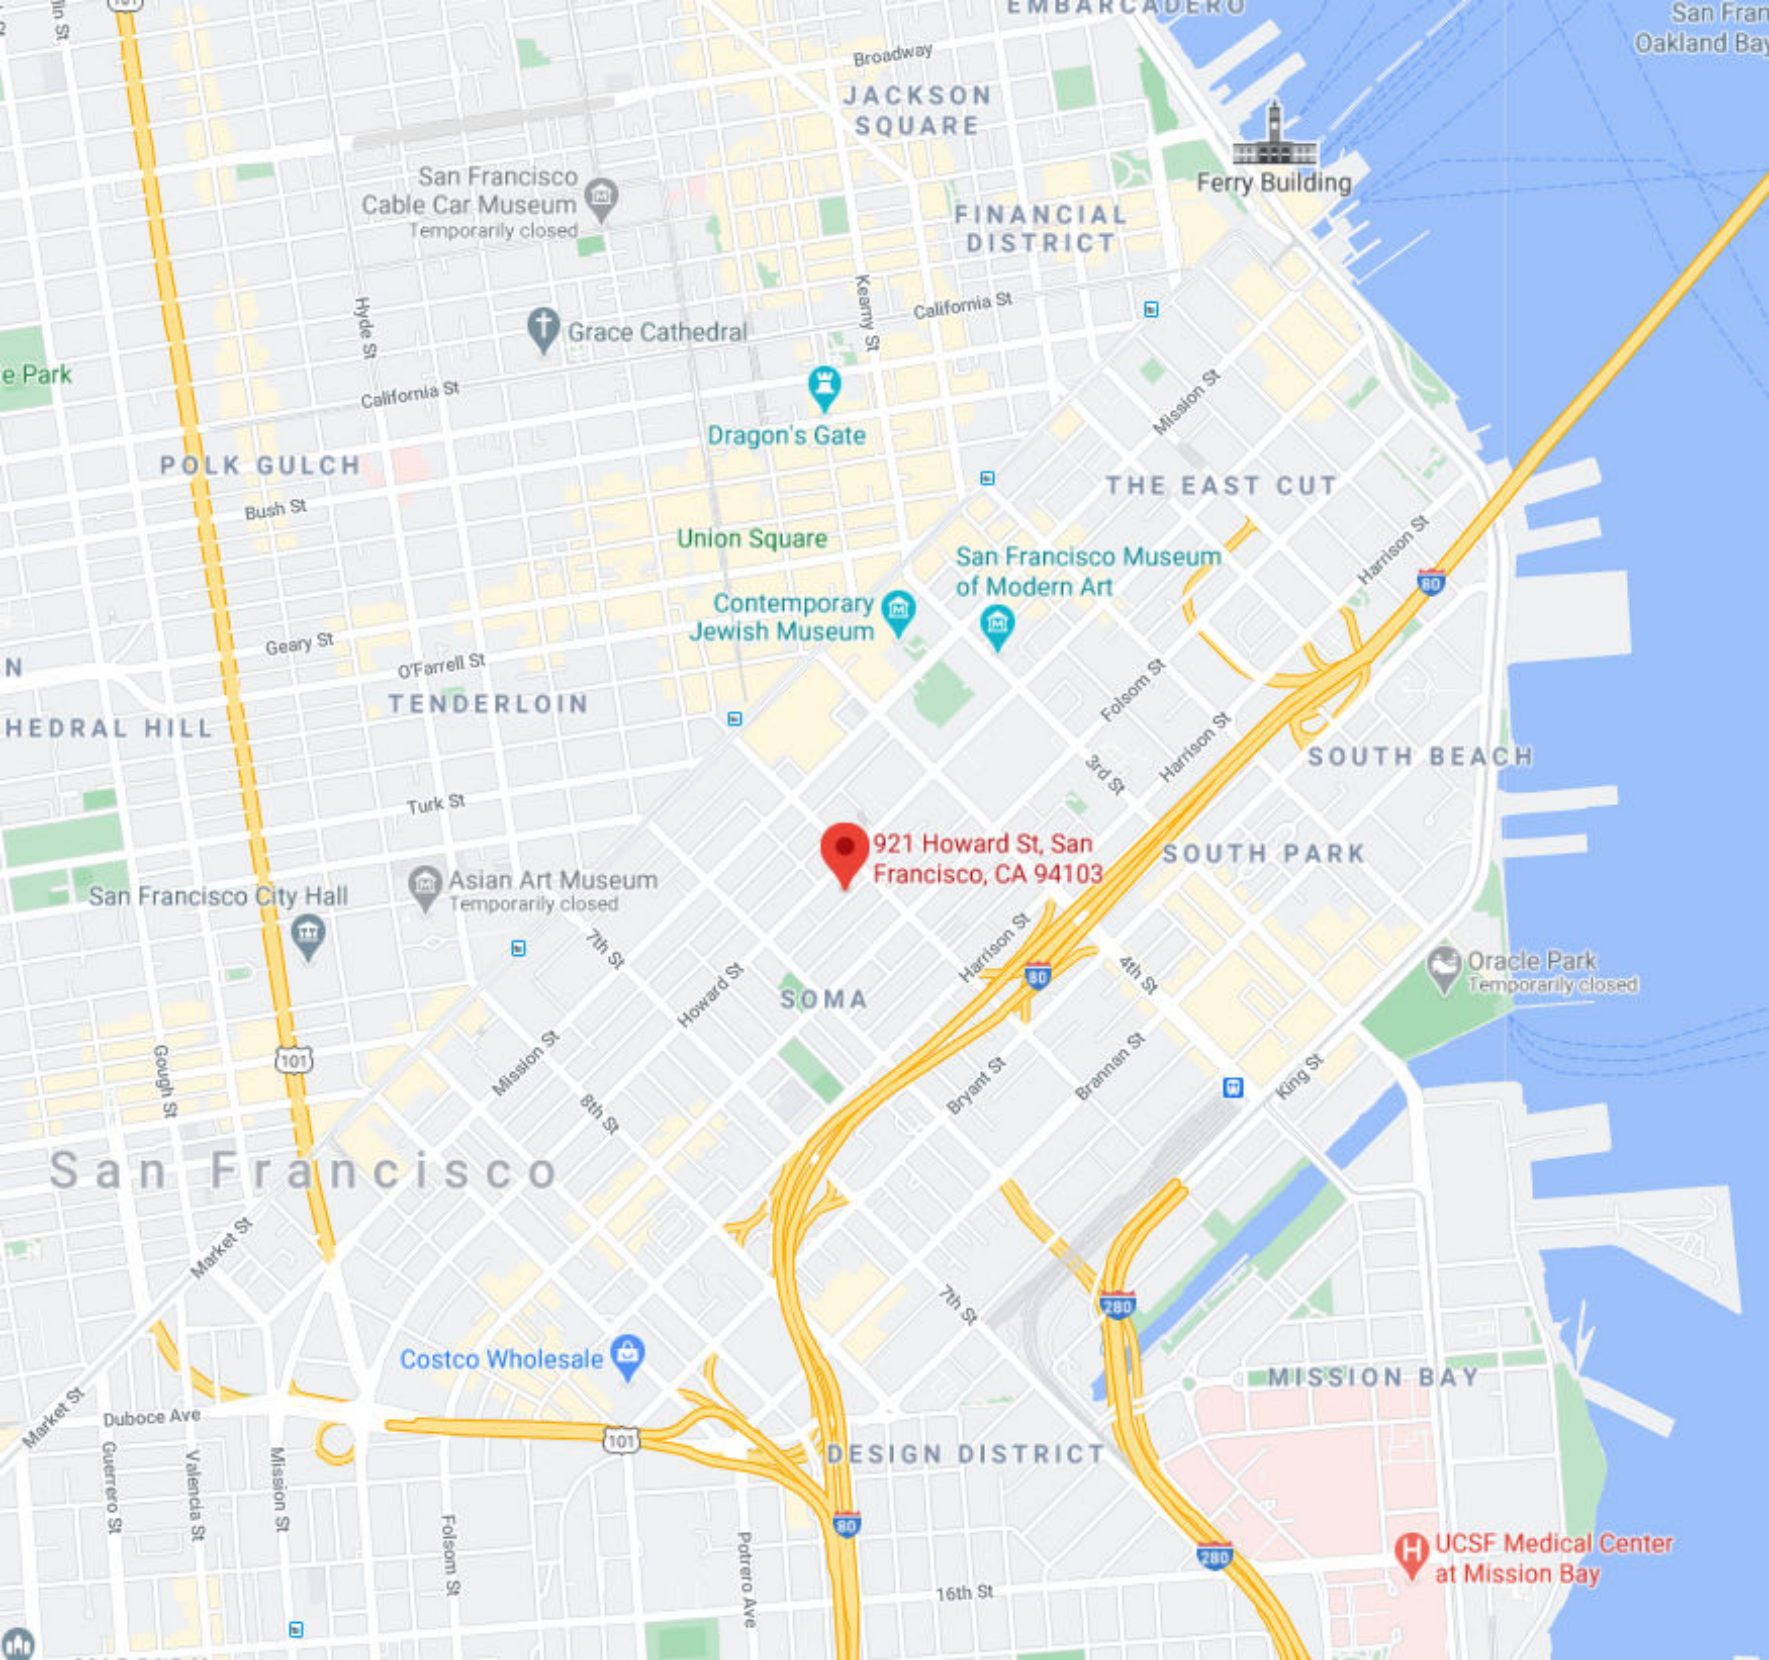 101
EMBARCADERO
San Fran
Oakland Bay
Broadway
JACKSON
SQUARE
San Francisco
Cable Car Museum
Temporarily closed
Ferry Building
FINANCIAL
DISTRICT
Hyde St
Kearny St
California St
Grace Cathedral
e Park
California St
Dragon's Gate
Mission St
POLK GULCH
THE EAST CUT
Bush St
Union Square
San Francisco Museum
of Modern Art
Harrison St
80
Contemporary
Jewish Museum
Geary St
O'Farrell St
N
TENDERLOIN
Folsom St
HEDRAL HILL
Harrison St
SOUTH BEACH
3rd St
Turk St
921 Howard St, San
Francisco, CA 94103
SOUTH PARK
Asian Art Museum
Temporarily closed
San Francisco City Hall
7th St
Harrison St
80
4th St
Oracle Park
Temporarily closed
Howard St
SOMA
101
Gough St
Mission St
8th St
Bryant St
Brannan St
King St
San Francisco
Market St
7th St
280
Costco Wholesale
MISSION BAY
Market St
Duboce Ave
101
DESIGN DISTRICT
Guerrero St
Valencia St
Mission St
Folsom St
Potrero Ave
80
280
UCSF Medical Center
at Mission Bay
16th St